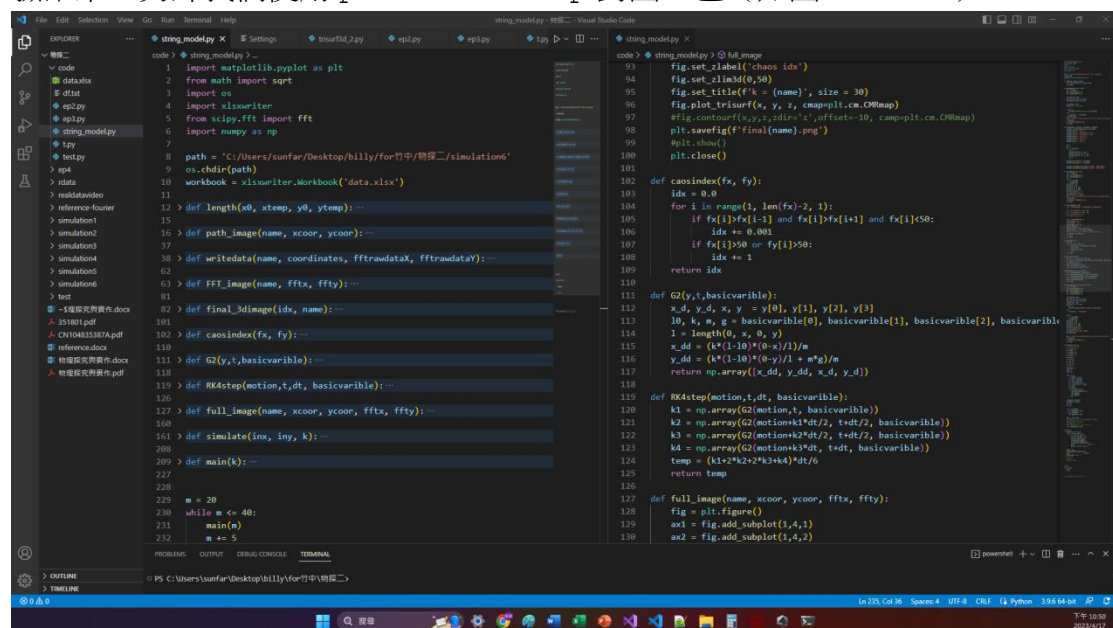 File Edit Selection View Go Run Terminal Help
string_model.py - 物探二 - Visual Studio Code
EXPLORER
物探二
code
data.xlsx
df.txt
ep2.py
ep3.py
string_model.py
t.py
test.py
ep4
rdata
realdatavideo
reference-fourier
simulation1
simulation2
simulation3
simulation4
simulation5
simulation6
test
~$理探究與實作.docx
351801.pdf
CN104835387A.pdf
reference.docx
物理探究與實作.docx
物理探究與實作.pdf
OUTLINE
TIMELINE
string_model.py Settings trisurf3d_2.py ep2.py ep3.py t.py
code > string_model.py > ...
1 import matplotlib.pyplot as plt
2 from math import sqrt
3 import os
4 import xlsxwriter
5 from scipy.fft import fft
6 import numpy as np
7
8 path = 'C:/Users/sunfar/Desktop/billy/for竹中/物探二/simulation6'
9 os.chdir(path)
10 workbook = xlsxwriter.Workbook('data.xlsx')
11
12 > def length(x0, xtemp, y0, ytemp): ...
15
16 > def path_image(name, xcoor, ycoor): ...
37
38 > def writedata(name, coordinates, fftrawdataX, fftrawdataY): ...
62
63 > def FFT_image(name, fftx, ffty): ...
81
82 > def final_3dimage(idx, name): ...
101
102 > def caosindex(fx, fy): ...
110
111 > def G2(y,t,basicvarible): ...
118
119 > def RK4step(motion,t,dt, basicvarible): ...
126
127 > def full_image(name, xcoor, ycoor, fftx, ffty): ...
160
161 > def simulate(inx, iny, k): ...
208
209 > def main(k): ...
227
228
229 m = 20
230 while m <= 40:
231 main(m)
232 m += 5
string_model.py
code > string_model.py > full_image
93 fig.set_zlabel('chaos idx')
94 fig.set_zlim3d(0,50)
95 fig.set_title(f'k = {name}', size = 30)
96 fig.plot_trisurf(x, y, z, cmap=plt.cm.CMRmap)
97 #fig.contourf(x,y,z,zdir='z',offset=-10, camp=plt.cm.CMRmap)
98 plt.savefig(f'final{name}.png')
99 #plt.show()
100 plt.close()
101
102 def caosindex(fx, fy):
103 idx = 0.0
104 for i in range(1, len(fx)-2, 1):
105 if fx[i]>fx[i-1] and fx[i]>fx[i+1] and fx[i]<50:
106 idx += 0.001
107 if fx[i]>50 or fy[i]>50:
108 idx += 1
109 return idx
110
111 def G2(y,t,basicvarible):
112 x_d, y_d, x, y = y[0], y[1], y[2], y[3]
113 l0, k, m, g = basicvarible[0], basicvarible[1], basicvarible[2], basicvarible
114 l = length(0, x, 0, y)
115 x_dd = (k*(l-l0)*(0-x)/l)/m
116 y_dd = (k*(l-l0)*(0-y)/l + m*g)/m
117 return np.array([x_dd, y_dd, x_d, y_d])
118
119 def RK4step(motion,t,dt, basicvarible):
120 k1 = np.array(G2(motion,t, basicvarible))
121 k2 = np.array(G2(motion+k1*dt/2, t+dt/2, basicvarible))
122 k3 = np.array(G2(motion+k2*dt/2, t+dt/2, basicvarible))
123 k4 = np.array(G2(motion+k3*dt, t+dt, basicvarible))
124 temp = (k1+2*k2+2*k3+k4)*dt/6
125 return temp
126
127 def full_image(name, xcoor, ycoor, fftx, ffty):
128 fig = plt.figure()
129 ax1 = fig.add_subplot(1,4,1)
130 ax2 = fig.add_subplot(1,4,2)
PROBLEMS OUTPUT DEBUG CONSOLE TERMINAL
powershell
PS C:\Users\sunfar\Desktop\billy\for竹中\物探二>
0 0
Ln 235, Col 36 Spaces: 4 UTF-8 CRLF Python 3.9.6 64-bit
搜尋
下午 10:50
2023/4/17